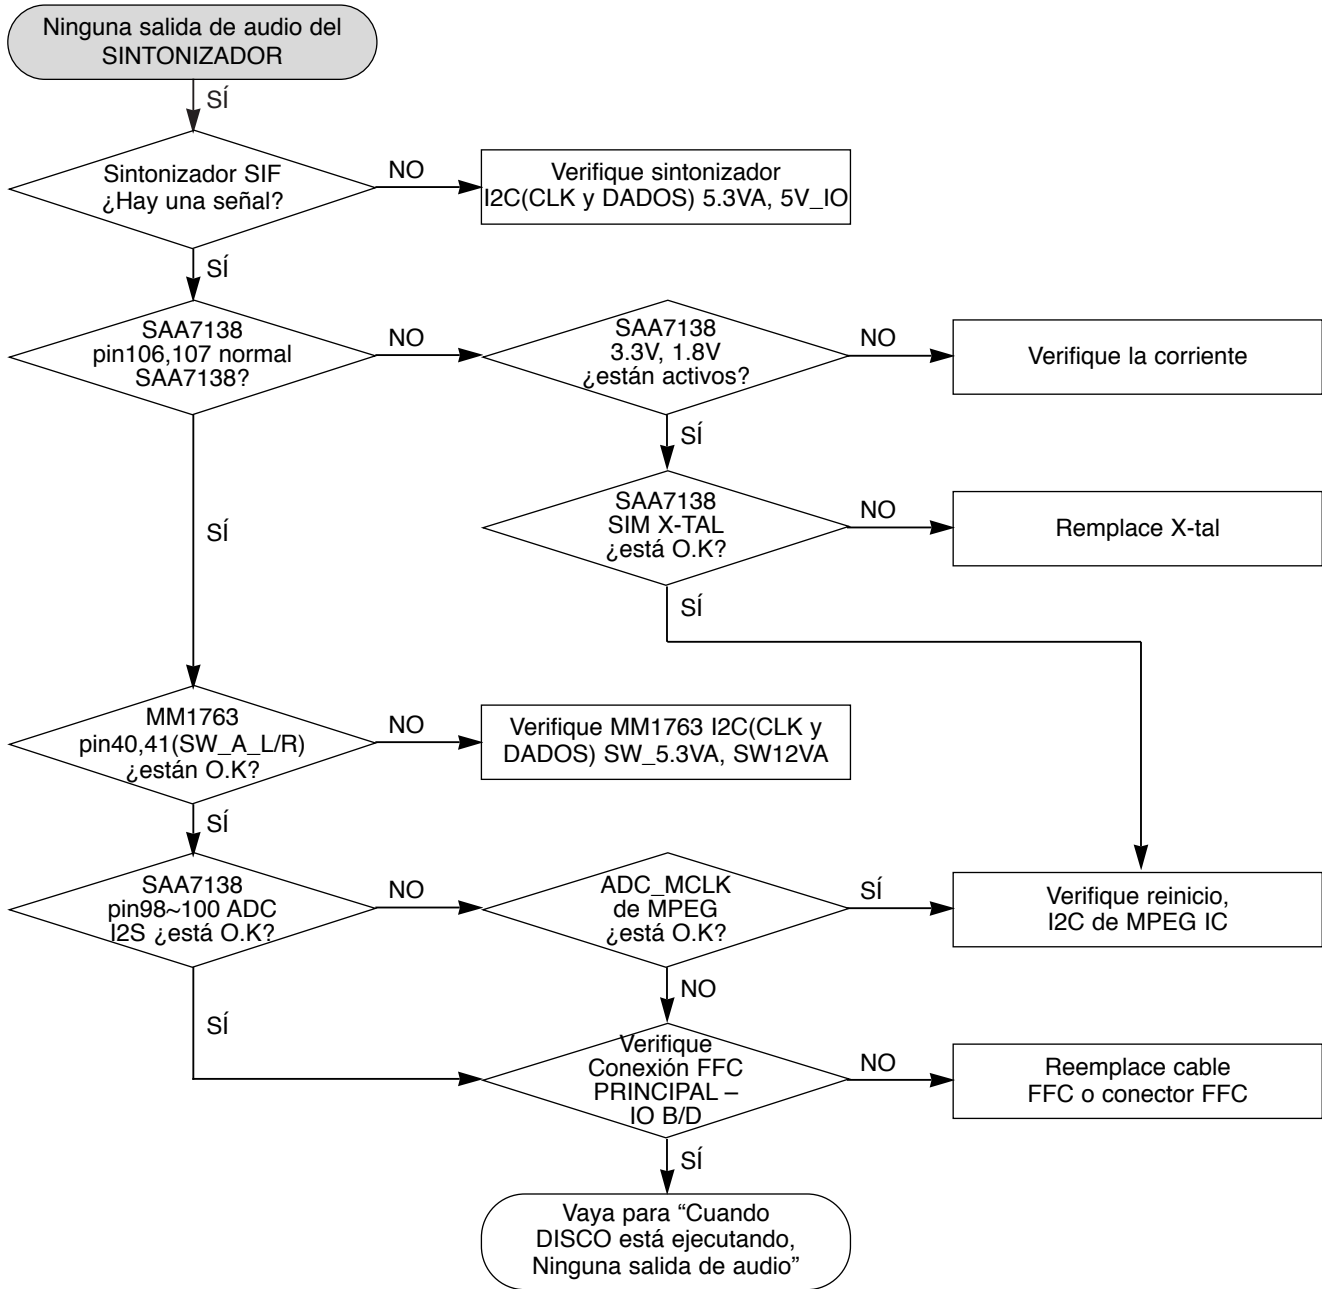 Ninguna salida de audio del
SINTONIZADOR
SÍ
Sintonizador SIF
¿Hay una señal?
NO
Verifique sintonizador
I2C(CLK y DADOS) 5.3VA, 5V_IO
SÍ
SAA7138
pin106,107 normal
SAA7138?
NO
SAA7138
3.3V, 1.8V
¿están activos?
NO
Verifique la corriente
SÍ
SAA7138
SIM X-TAL
¿está O.K?
NO
Remplace X-tal
SÍ
SÍ
MM1763
pin40,41(SW_A_L/R)
¿están O.K?
NO
Verifique MM1763 I2C(CLK y
DADOS) SW_5.3VA, SW12VA
SÍ
SAA7138
pin98~100 ADC
I2S ¿está O.K?
NO
ADC_MCLK
de MPEG
¿está O.K?
SÍ
Verifique reinicio,
I2C de MPEG IC
NO
SÍ
Verifique
Conexión FFC
PRINCIPAL –
IO B/D
NO
Reemplace cable
FFC o conector FFC
SÍ
Vaya para “Cuando
DISCO está ejecutando,
Ninguna salida de audio”